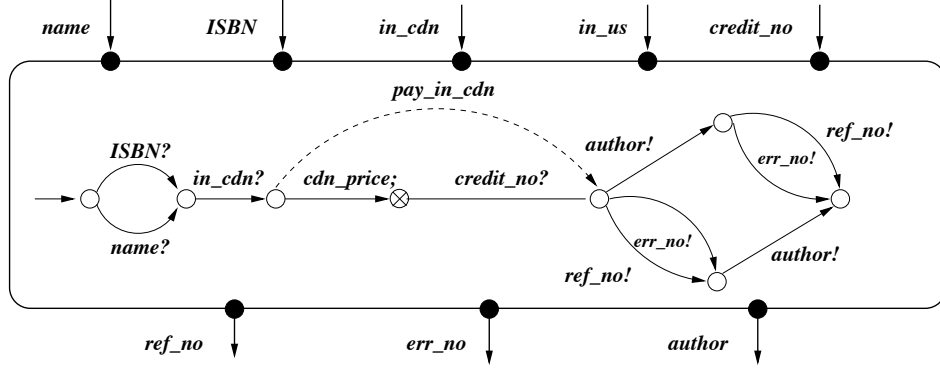 name
ISBN
in_cdn
in_us
credit_no
pay_in_cdn
ISBN?
in_cdn?
cdn_price;
credit_no?
name?
author!
ref_no!
err_no!
err_no!
ref_no!
author!
ref_no
err_no
author